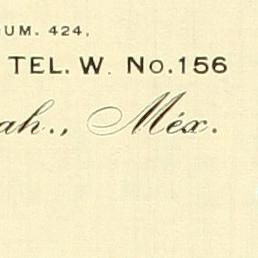 UM. 424.
TEL. W. No. 156
ah., Méx.